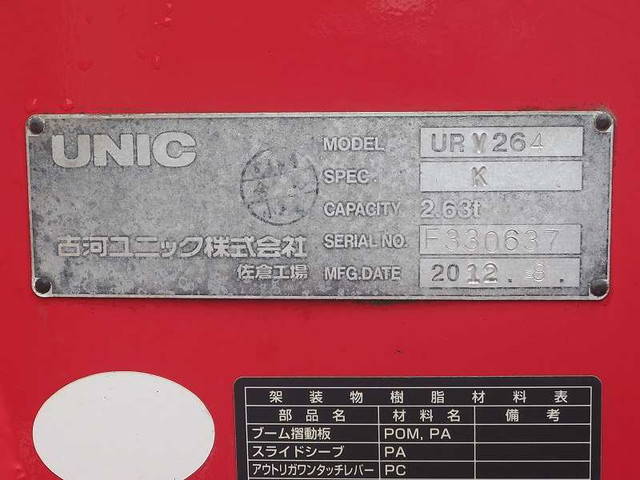 UNIC
MODEL URV264
SPEC. K
CAPACITY 2.63t
古河ユニック株式会社
SERIAL NO. F330637
佐倉工場
MFG.DATE 2012.8.
架装物樹脂材料表
部品名 材料名 備考
ブーム摺動板 POM, PA
スライドシーブ PA
アウトリガワンタッチレバー PC